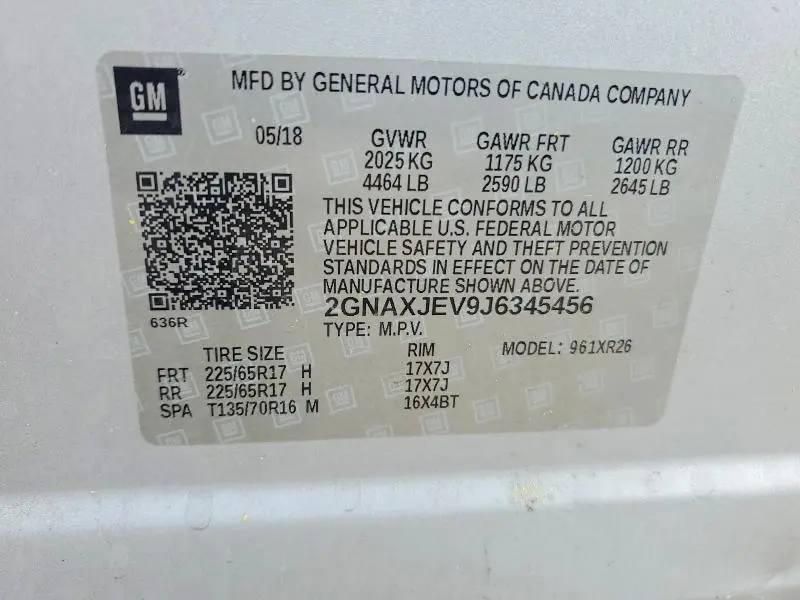 GM
MFD BY GENERAL MOTORS OF CANADA COMPANY
05/18 GVWR GAWR FRT GAWR RR
2025 KG 1175 KG 1200 KG
4464 LB 2590 LB 2645 LB
THIS VEHICLE CONFORMS TO ALL
APPLICABLE U.S. FEDERAL MOTOR
VEHICLE SAFETY AND THEFT PREVENTION
STANDARDS IN EFFECT ON THE DATE OF
MANUFACTURE SHOWN ABOVE.
2GNAXJEV9J6345456
636R
TYPE: M.P.V.
TIRE SIZE RIM MODEL: 961XR26
FRT 225/65R17 H 17X7J
RR 225/65R17 H 17X7J
SPA T135/70R16 M 16X4BT